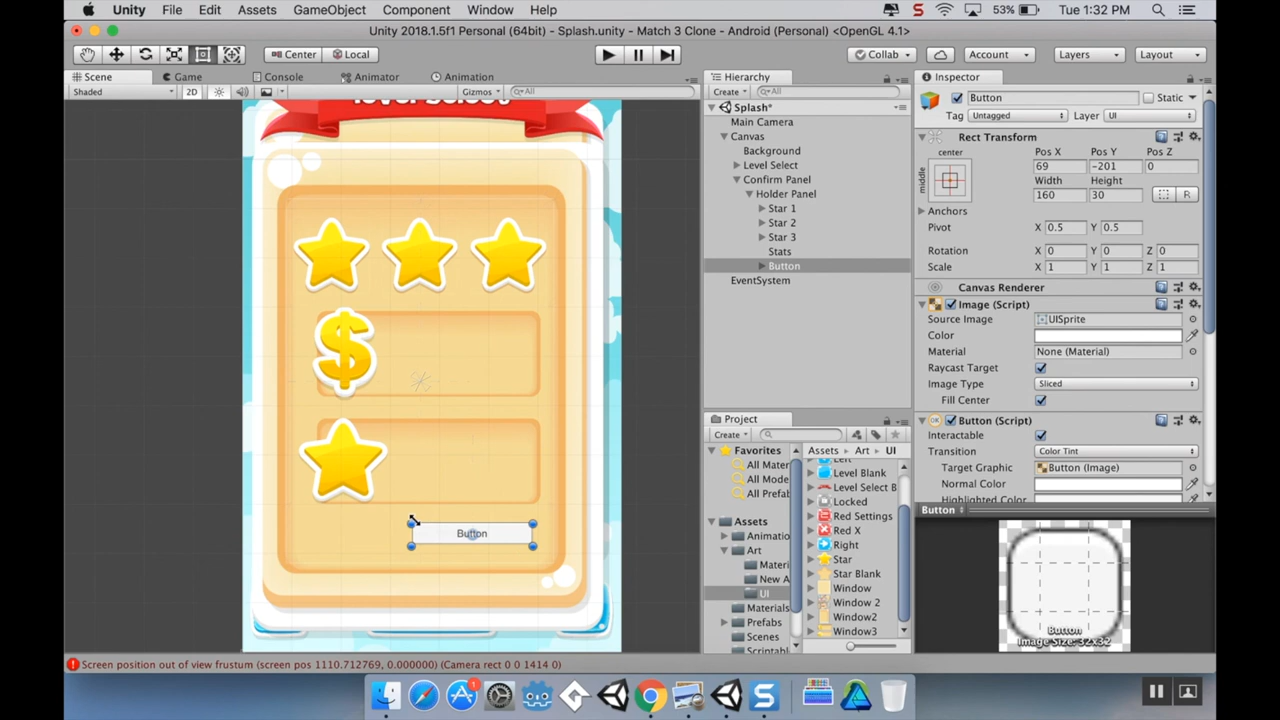 Unity File Edit Assets GameObject Component Window Help 53% Tue 1:32 PM
Unity 2018.1.5f1 Personal (64bit) - Splash.unity - Match 3 Clone - Android (Personal) <OpenGL 4.1>
Center Local Collab Account Layers Layout
Scene Game Console Animator Animation
Shaded 2D Gizmos All
level select
Button
Hierarchy
Create All
Splash*
Main Camera
Canvas
Background
Level Select
Confirm Panel
Holder Panel
Star 1
Star 2
Star 3
Stats
Button
EventSystem
Project
Create
Favorites
All Mater
All Mode
All Prefab
Assets
Animatio
Art
Materi
New A
UI
Materials
Prefabs
Scenes
Scriptabl
Assets Art UI
Left
Level Blank
Level Select B
Locked
Red Settings
Red X
Right
Star
Star Blank
Window
Window 2
Window2
Window3
Inspector
Button Static
Tag Untagged Layer UI
Rect Transform
center
middle
Pos X Pos Y Pos Z
69 -201 0
Width Height
160 30 R
Anchors
Pivot X 0.5 Y 0.5
Rotation X 0 Y 0 Z 0
Scale X 1 Y 1 Z 1
Canvas Renderer
Image (Script)
Source Image UISprite
Color
Material None (Material)
Raycast Target
Image Type Sliced
Fill Center
OK Button (Script)
Interactable
Transition Color Tint
Target Graphic Button (Image)
Normal Color
Highlighted Color
Button
Button
Image Size: 32x32
Screen position out of view frustum (screen pos 1110.712769, 0.000000) (Camera rect 0 0 1414 0)
1